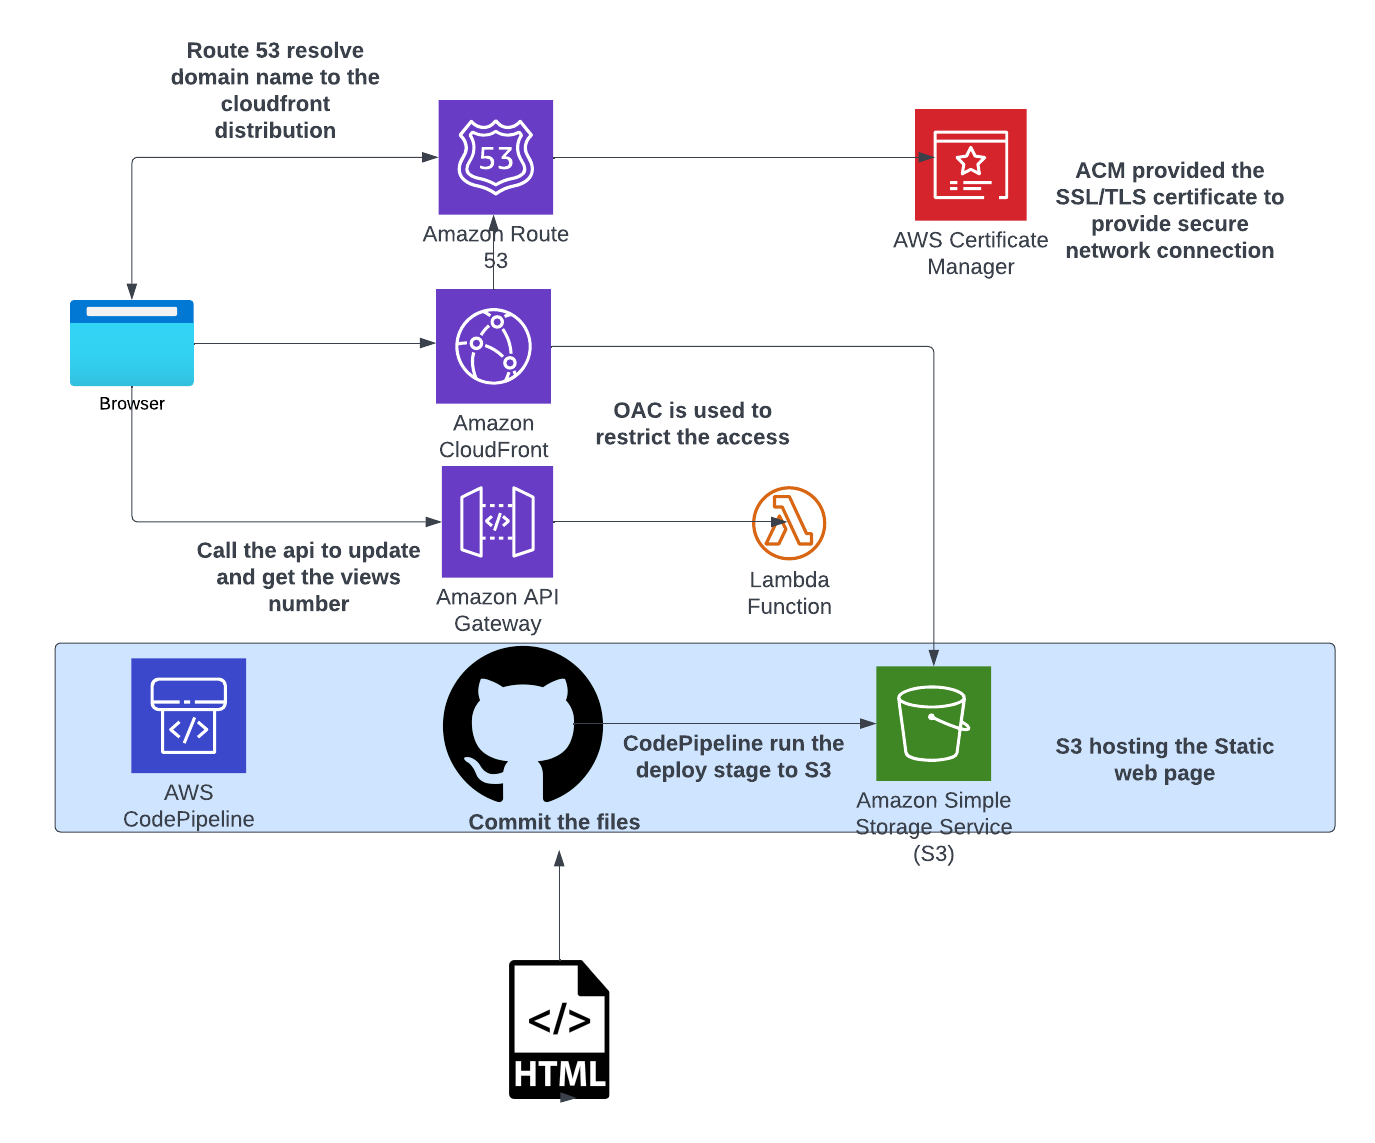 Route 53 resolve
domain name to the
cloudfront
distribution
53
Amazon Route
53
AWS Certificate
Manager
ACM provided the
SSL/TLS certificate to
provide secure
network connection
Browser
Amazon
CloudFront
OAC is used to
restrict the access
</>
Amazon API
Gateway
Call the api to update
and get the views
number
Lambda
Function
</>
AWS
CodePipeline
Commit the files
CodePipeline run the
deploy stage to S3
Amazon Simple
Storage Service
(S3)
S3 hosting the Static
web page
</>
HTML